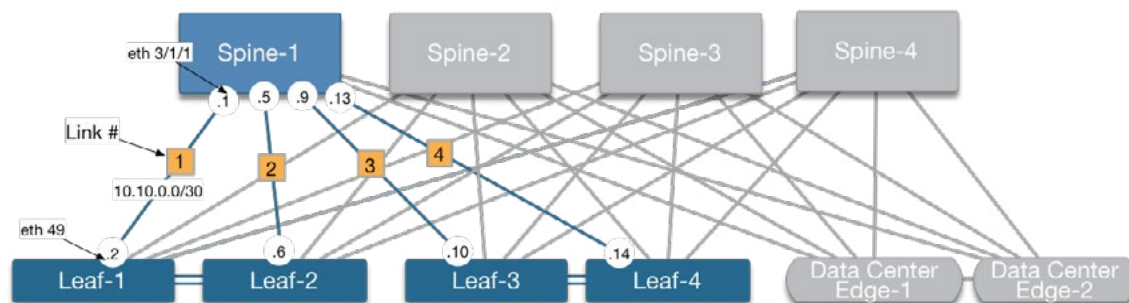 Spine-1
Spine-2
Spine-3
Spine-4
eth 3/1/1
.1
.5
.9
.13
Link #
1
2
3
4
10.10.0.0/30
eth 49
.2
.6
.10
.14
Leaf-1
Leaf-2
Leaf-3
Leaf-4
Data Center
Edge-1
Data Center
Edge-2